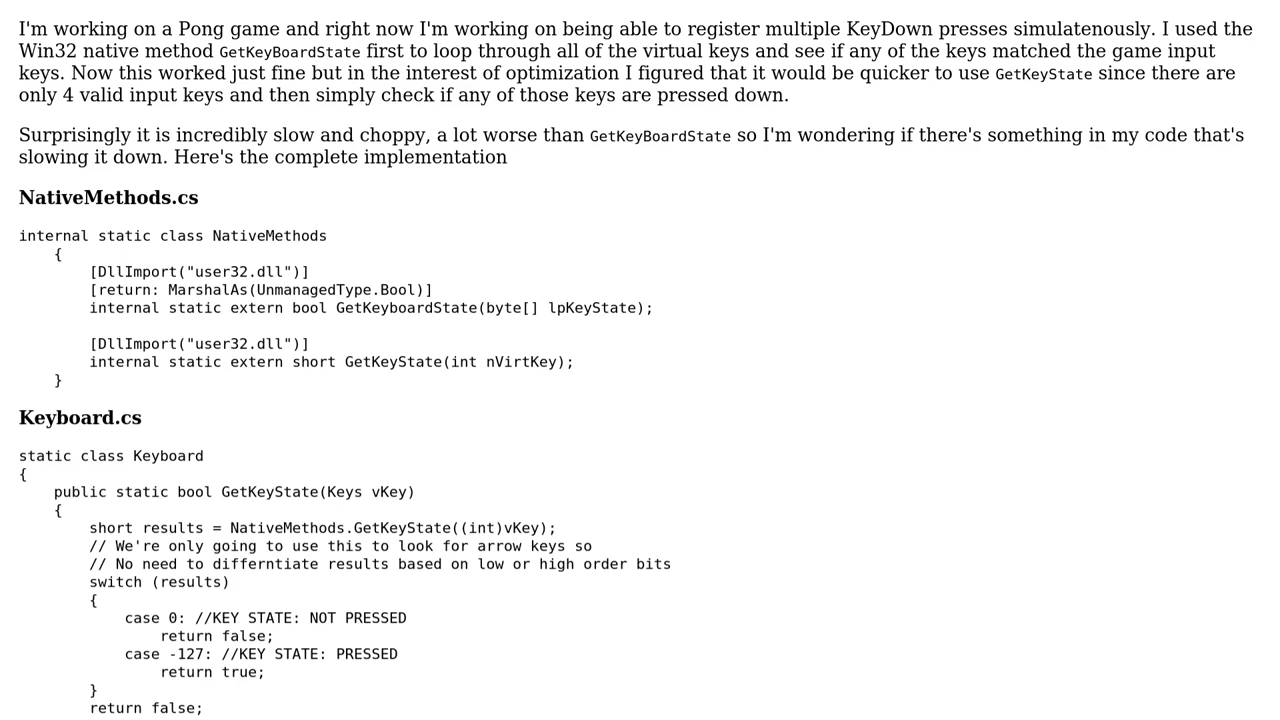 I'm working on a Pong game and right now I'm working on being able to register multiple KeyDown presses simulatenously. I used the
Win32 native method GetKeyBoardState first to loop through all of the virtual keys and see if any of the keys matched the game input
keys. Now this worked just fine but in the interest of optimization I figured that it would be quicker to use GetKeyState since there are
only 4 valid input keys and then simply check if any of those keys are pressed down.
Surprisingly it is incredibly slow and choppy, a lot worse than GetKeyBoardState so I'm wondering if there's something in my code that's
slowing it down. Here's the complete implementation
NativeMethods.cs
internal static class NativeMethods
    {
        [DllImport("user32.dll")]
        [return: MarshalAs(UnmanagedType.Bool)]
        internal static extern bool GetKeyboardState(byte[] lpKeyState);
        [DllImport("user32.dll")]
        internal static extern short GetKeyState(int nVirtKey);
    }
Keyboard.cs
static class Keyboard
{
    public static bool GetKeyState(Keys vKey)
    {
        short results = NativeMethods.GetKeyState((int)vKey);
        // We're only going to use this to look for arrow keys so
        // No need to differntiate results based on low or high order bits
        switch (results)
        {
            case 0: //KEY STATE: NOT PRESSED
                return false;
            case -127: //KEY STATE: PRESSED
                return true;
        }
        return false;